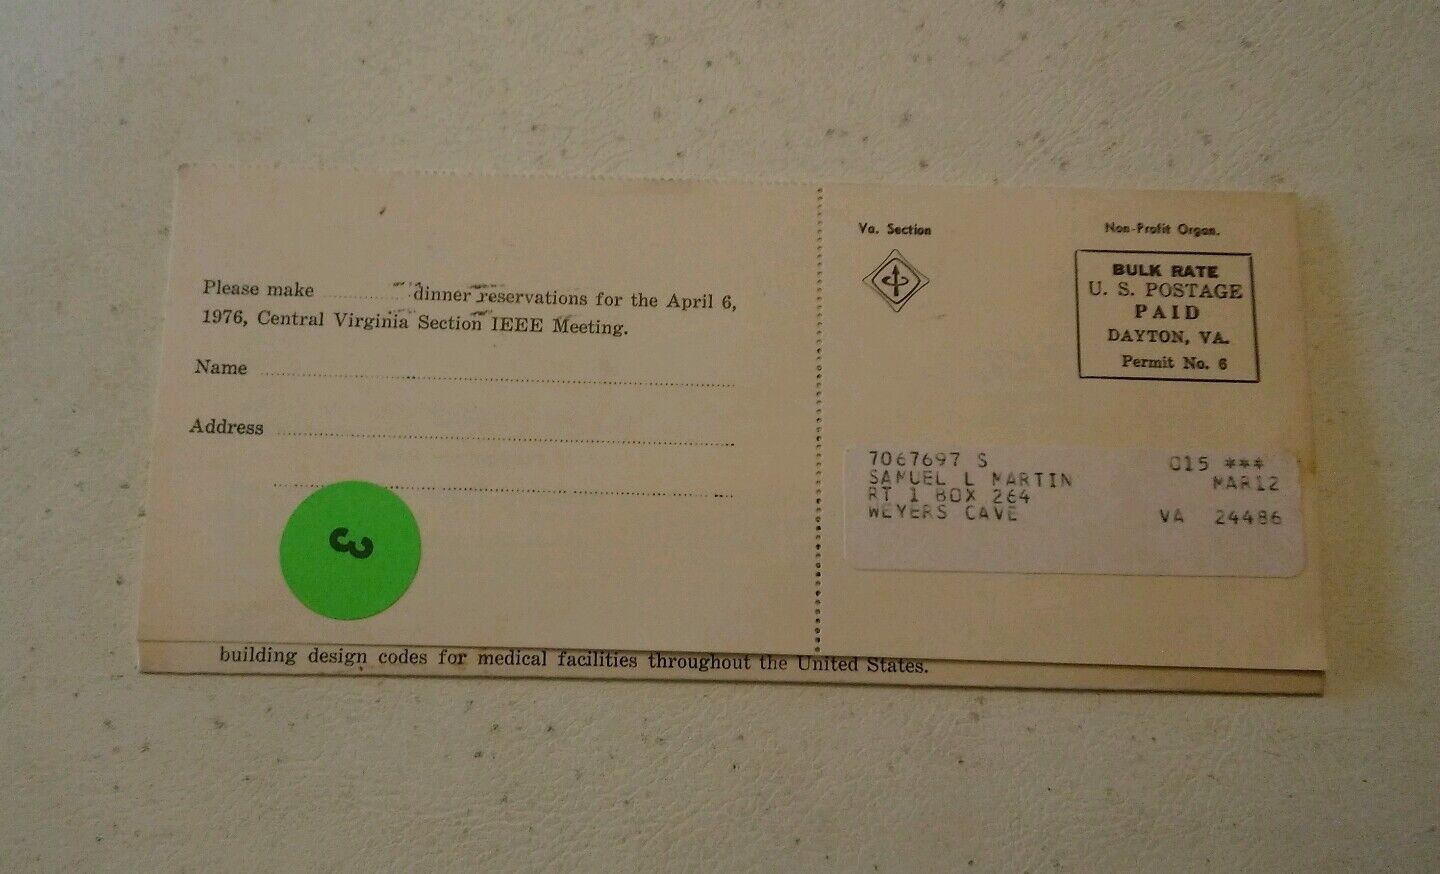 Please make .......... dinner reservations for the April 6,
1976, Central Virginia Section IEEE Meeting.
Name
Address
3
building design codes for medical facilities throughout the United States.
Va. Section
Non-Profit Organ.
BULK RATE
U. S. POSTAGE
PAID
DAYTON, VA.
Permit No. 6
7067697 S 015 ***
SAMUEL L MARTIN MAR12
RT 1 BOX 264
WEYERS CAVE VA 24486